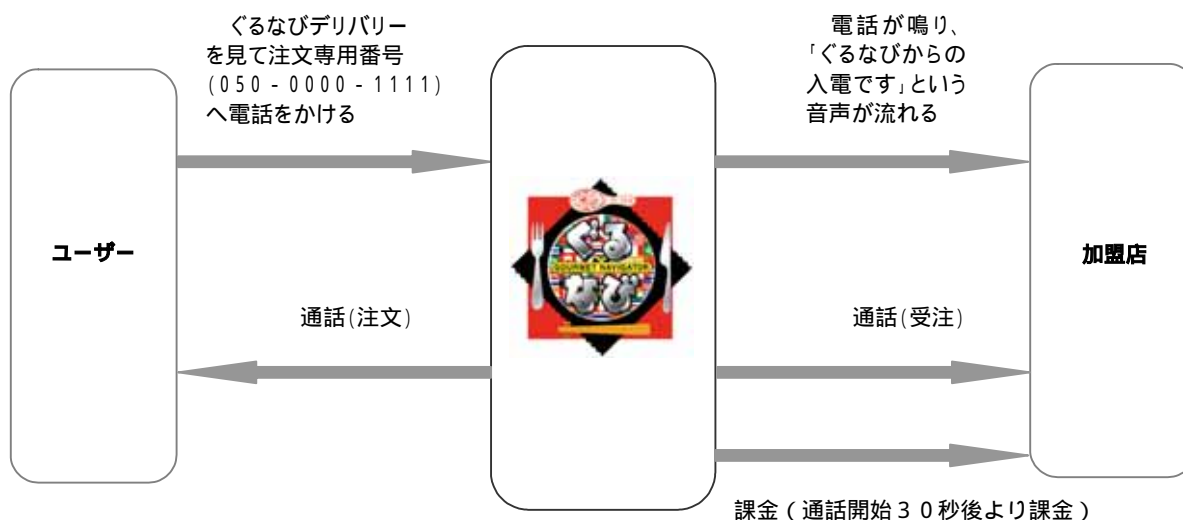 ぐるなびデリバリー
を見て注文専用番号
(050-0000-1111)
へ電話をかける
電話が鳴り、
「ぐるなびからの
入電です」という
音声が流れる
ユーザー
ぐる
GOURMET NAVIGATOR
なび
加盟店
通話(注文)
通話(受注)
課金(通話開始30秒後より課金)